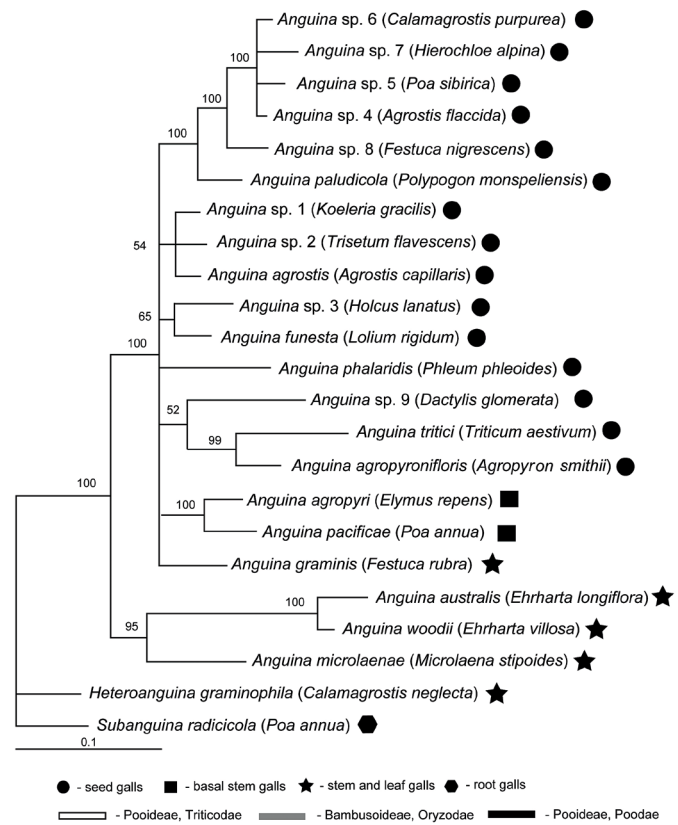 Anguina sp. 6 (Calamagrostis purpurea)
Anguina sp. 7 (Hierochloe alpina)
100
Anguina sp. 5 (Poa sibirica)
100
Anguina sp. 4 (Agrostis flaccida)
100
Anguina sp. 8 (Festuca nigrescens)
Anguina paludicola (Polypogon monspeliensis)
Anguina sp. 1 (Koeleria gracilis)
54
Anguina sp. 2 (Trisetum flavescens)
Anguina agrostis (Agrostis capillaris)
Anguina sp. 3 (Holcus lanatus)
65
Anguina funesta (Lolium rigidum)
100
Anguina phalaridis (Phleum phleoides)
52
Anguina sp. 9 (Dactylis glomerata)
Anguina tritici (Triticum aestivum)
99
Anguina agropyronifloris (Agropyron smithii)
100
100
Anguina agropyri (Elymus repens)
Anguina pacificae (Poa annua)
Anguina graminis (Festuca rubra)
100
Anguina australis (Ehrharta longiflora)
95
Anguina woodii (Ehrharta villosa)
Anguina microlaenae (Microlaena stipoides)
Heteroanguina graminophila (Calamagrostis neglecta)
Subanguina radicicola (Poa annua)
0.1
- seed galls - basal stem galls - stem and leaf galls - root galls
- Pooideae, Triticodae - Bambusoideae, Oryzodae - Pooideae, Poodae